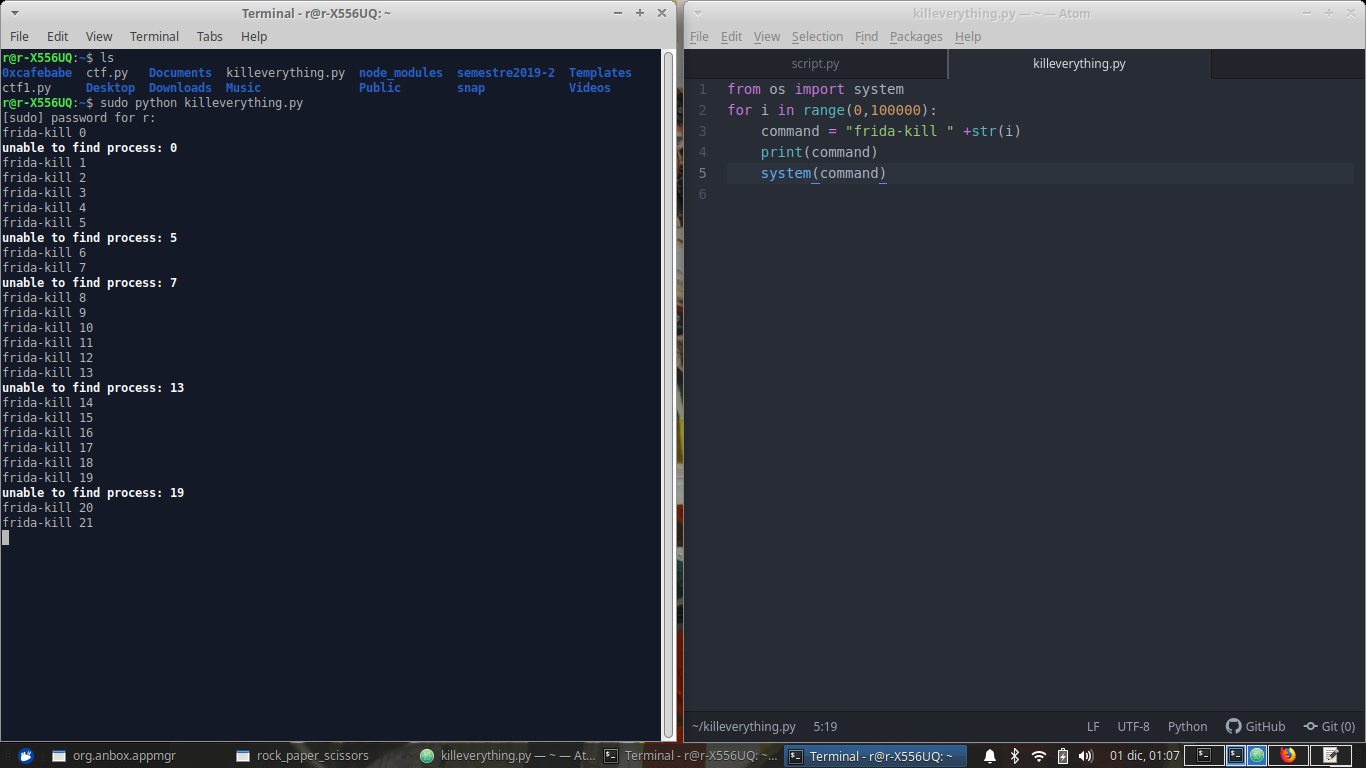 Terminal - r@r-X556UQ: ~
File Edit View Terminal Tabs Help
r@r-X556UQ:~$ ls
0xcafebabe ctf.py Documents killeverything.py node_modules semestre2019-2 Templates
ctf1.py Desktop Downloads Music Public snap Videos
r@r-X556UQ:~$ sudo python killeverything.py
[sudo] password for r:
frida-kill 0
unable to find process: 0
frida-kill 1
frida-kill 2
frida-kill 3
frida-kill 4
frida-kill 5
unable to find process: 5
frida-kill 6
frida-kill 7
unable to find process: 7
frida-kill 8
frida-kill 9
frida-kill 10
frida-kill 11
frida-kill 12
frida-kill 13
unable to find process: 13
frida-kill 14
frida-kill 15
frida-kill 16
frida-kill 17
frida-kill 18
frida-kill 19
unable to find process: 19
frida-kill 20
frida-kill 21
killeverything.py — ~ — Atom
File Edit View Selection Find Packages Help
script.py killeverything.py
1 from os import system
2 for i in range(0,100000):
3 command = "frida-kill " +str(i)
4 print(command)
5 system(command)
6
~/killeverything.py 5:19 LF UTF-8 Python GitHub Git (0)
org.anbox.appmgr rock_paper_scissors killeverything.py — ~ — At... Terminal - r@r-X556UQ: ~... Terminal - r@r-X556UQ: ~ 01 dic, 01:07